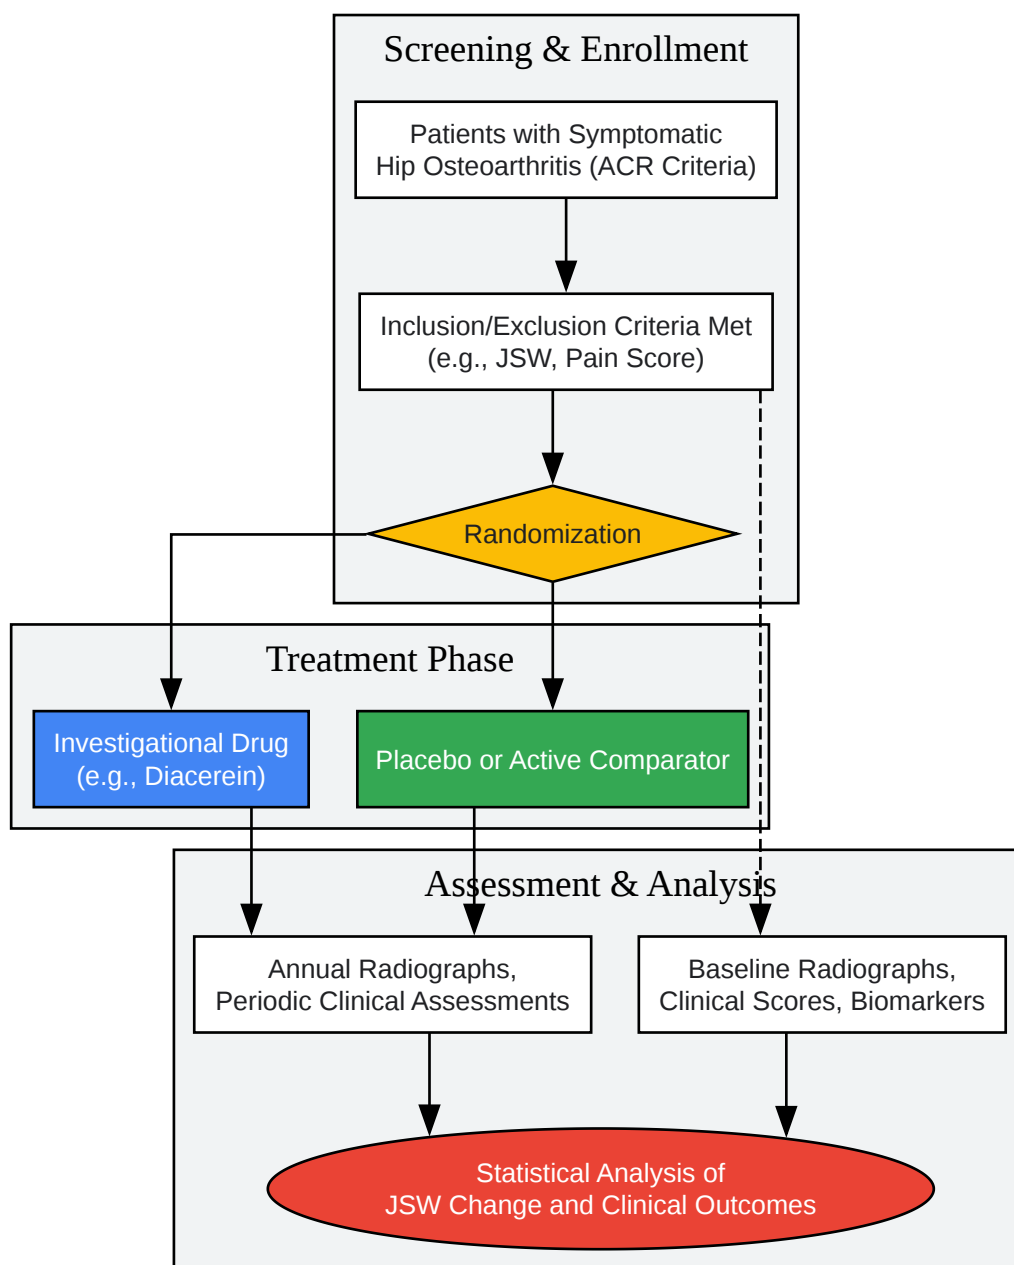 Screening & Enrollment
Patients with Symptomatic
Hip Osteoarthritis (ACR Criteria)
Inclusion/Exclusion Criteria Met
(e.g., JSW, Pain Score)
Randomization
Treatment Phase
Investigational Drug
(e.g., Diacerein)
Placebo or Active Comparator
Assessment & Analysis
Annual Radiographs,
Periodic Clinical Assessments
Baseline Radiographs,
Clinical Scores, Biomarkers
Statistical Analysis of
JSW Change and Clinical Outcomes